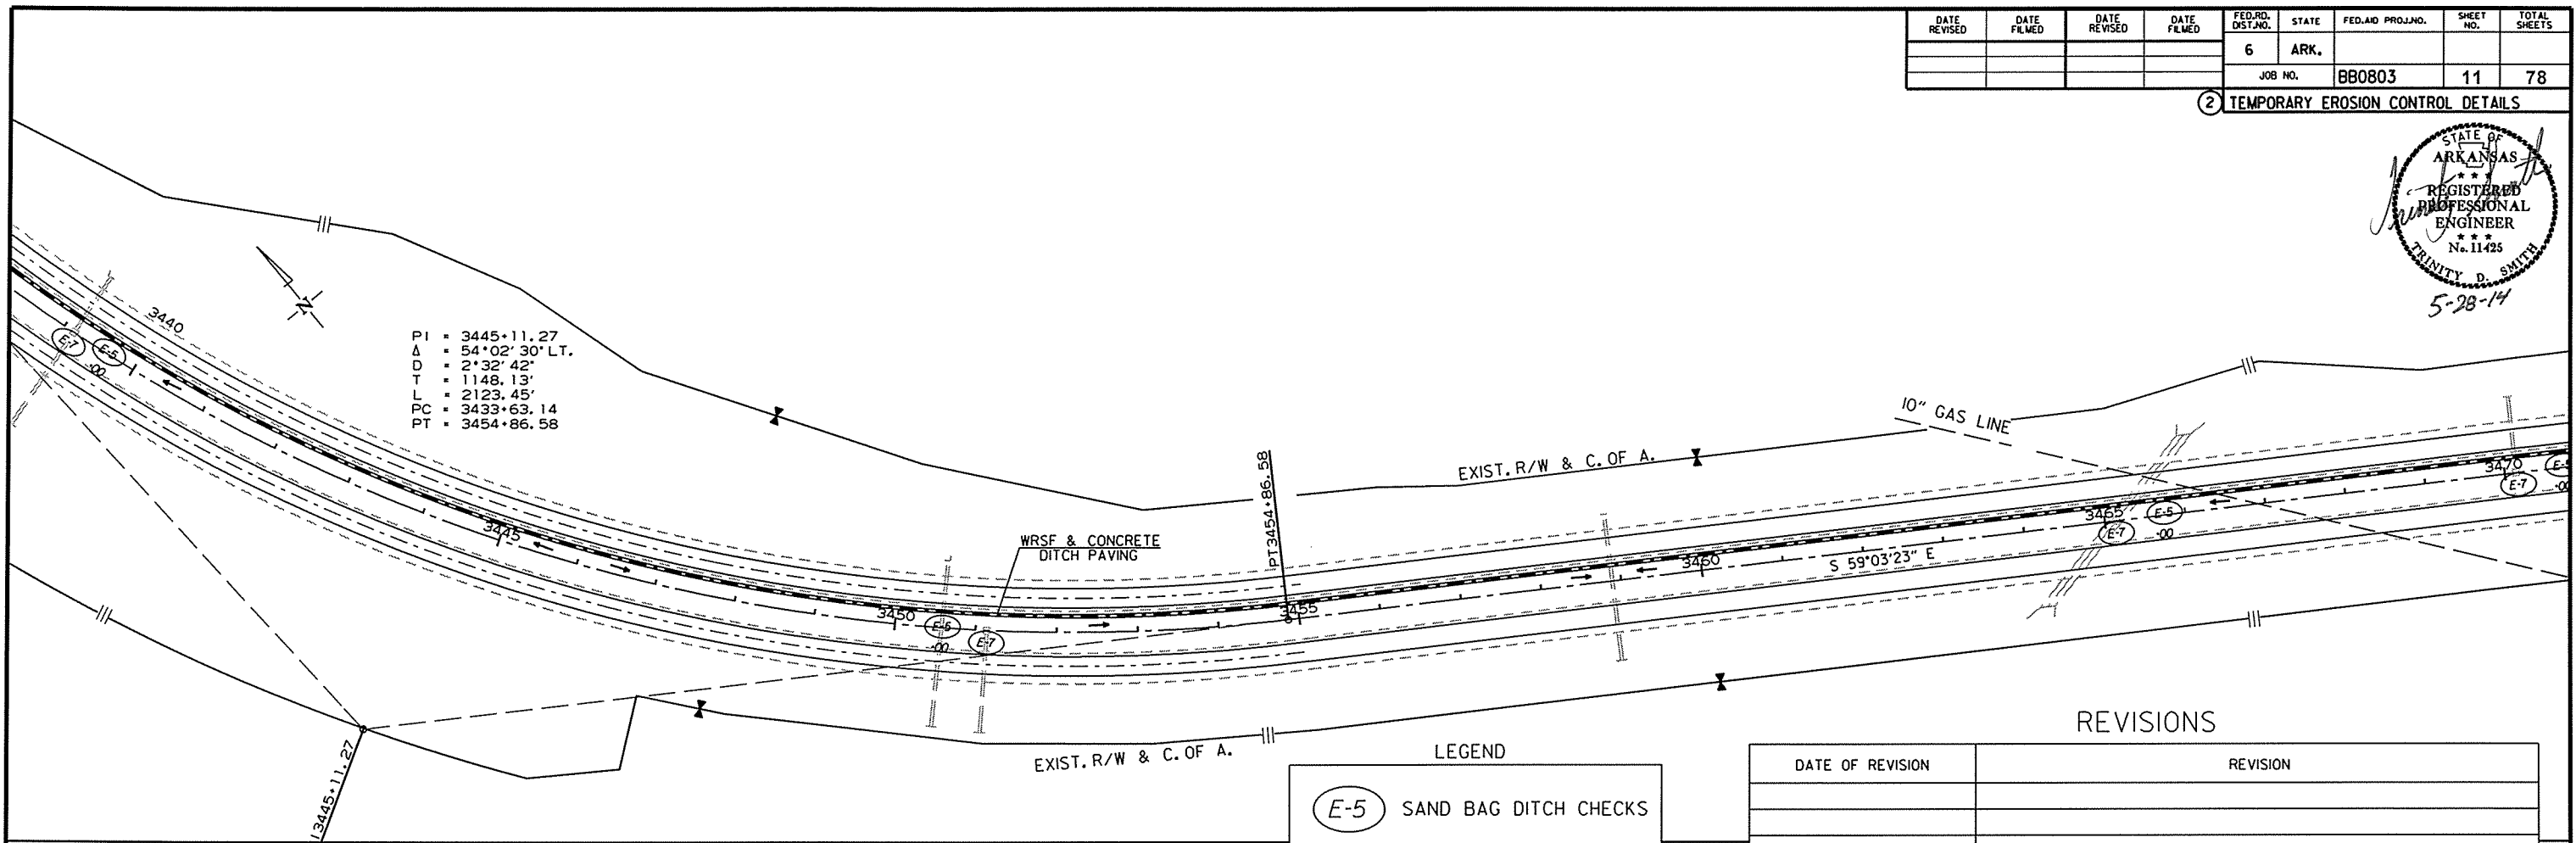 DATE REVISED
DATE FILMED
DATE REVISED
DATE FILMED
FED.RD. DIST.NO.
STATE
FED.AID PROJ.NO.
SHEET NO.
TOTAL SHEETS
6
ARK.
JOB NO.
BB0803
11
78
2
TEMPORARY EROSION CONTROL DETAILS
STATE OF
ARKANSAS
★ ★ ★
REGISTERED
PROFESSIONAL
ENGINEER
★ ★ ★
No. 11425
TRINITY D. SMITH
5-28-14
N
PI = 3445+11.27
Δ = 54°02'30" LT.
D = 2°32'42"
T = 1148.13'
L = 2123.45'
PC = 3433+63.14
PT = 3454+86.58
3440
E-7
E-5
-00
3445
WRSF & CONCRETE
DITCH PAVING
3450
E-5
-00
E-7
PT3454+86.58
3455
EXIST. R/W & C. OF A.
3460
S 59°03'23" E
10" GAS LINE
3465
E-5
E-7
-00
3470
E-7
E-5
-00
EXIST. R/W & C. OF A.
I3445+11.27
LEGEND
E-5 SAND BAG DITCH CHECKS
REVISIONS
DATE OF REVISION
REVISION